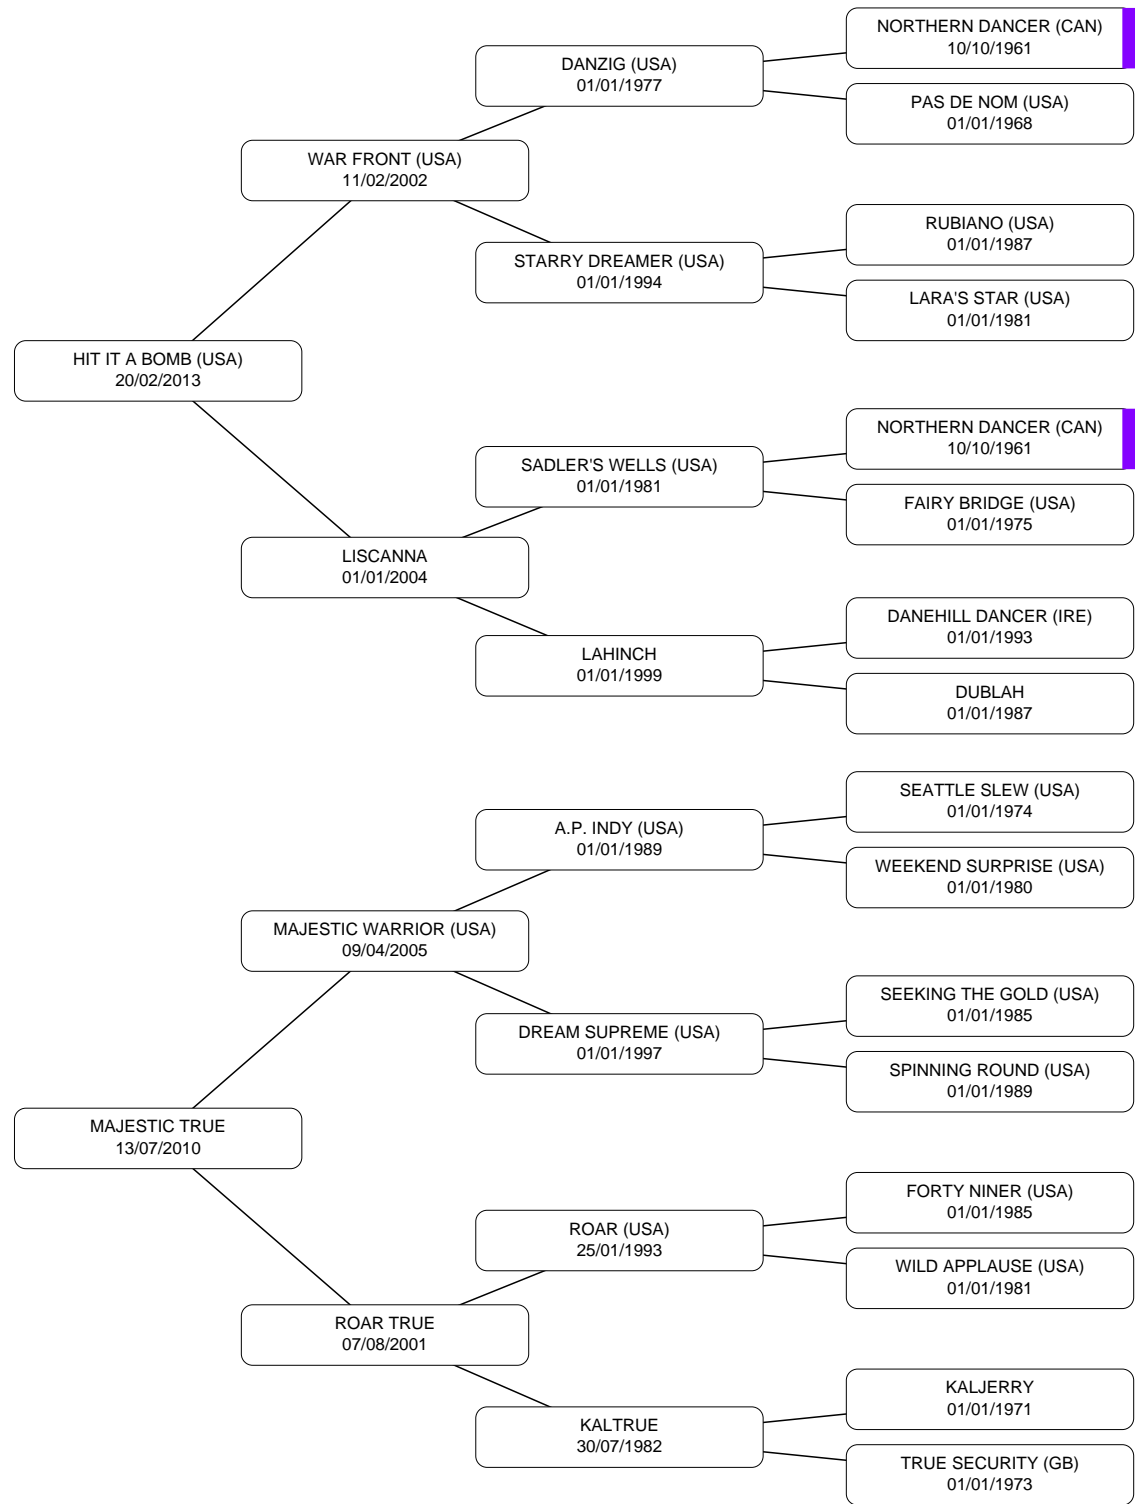 NORTHERN DANCER (CAN)
10/10/1961
DANZIG (USA)
01/01/1977
PAS DE NOM (USA)
01/01/1968
WAR FRONT (USA)
11/02/2002
RUBIANO (USA)
01/01/1987
STARRY DREAMER (USA)
01/01/1994
LARA'S STAR (USA)
01/01/1981
HIT IT A BOMB (USA)
20/02/2013
NORTHERN DANCER (CAN)
10/10/1961
SADLER'S WELLS (USA)
01/01/1981
FAIRY BRIDGE (USA)
01/01/1975
LISCANNA
01/01/2004
DANEHILL DANCER (IRE)
01/01/1993
LAHINCH
01/01/1999
DUBLAH
01/01/1987
SEATTLE SLEW (USA)
01/01/1974
A.P. INDY (USA)
01/01/1989
WEEKEND SURPRISE (USA)
01/01/1980
MAJESTIC WARRIOR (USA)
09/04/2005
SEEKING THE GOLD (USA)
01/01/1985
DREAM SUPREME (USA)
01/01/1997
SPINNING ROUND (USA)
01/01/1989
MAJESTIC TRUE
13/07/2010
FORTY NINER (USA)
01/01/1985
ROAR (USA)
25/01/1993
WILD APPLAUSE (USA)
01/01/1981
ROAR TRUE
07/08/2001
KALJERRY
01/01/1971
KALTRUE
30/07/1982
TRUE SECURITY (GB)
01/01/1973